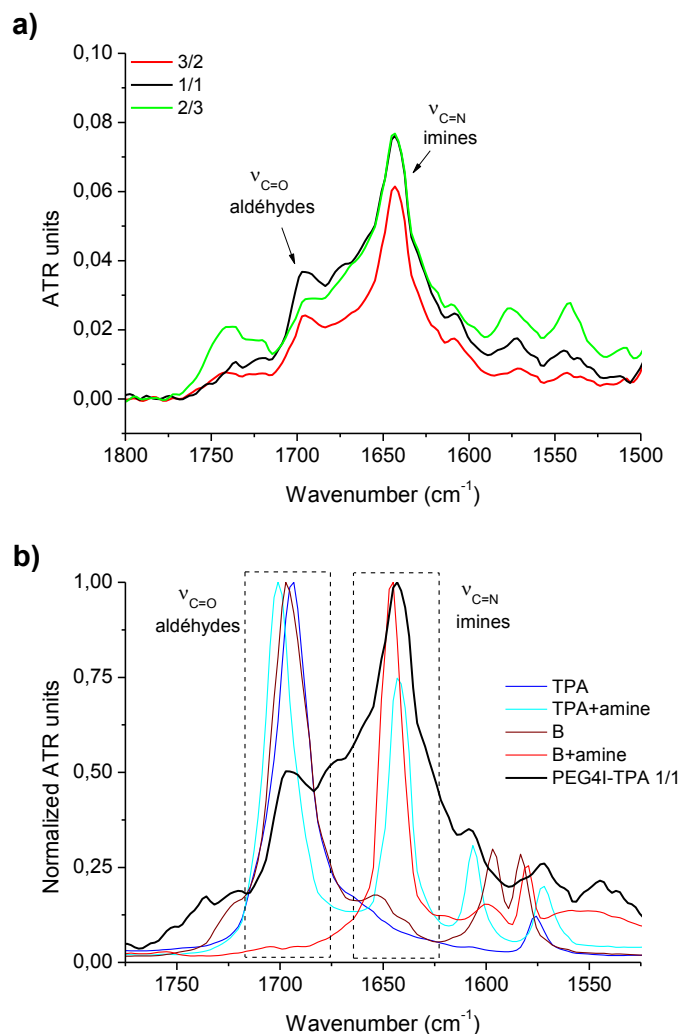 a)
0,10
0,08
0,06
0,04
0,02
0,00
ATR units
3/2
1/1
2/3
νC=O
aldéhydes
νC=N
imines
1800 1750 1700 1650 1600 1550 1500
Wavenumber (cm-1)
b)
1,00
0,75
0,50
0,25
0,00
Normalized ATR units
νC=O
aldéhydes
νC=N
imines
TPA
TPA+amine
B
B+amine
PEG4I-TPA 1/1
1750 1700 1650 1600 1550
Wavenumber (cm-1)